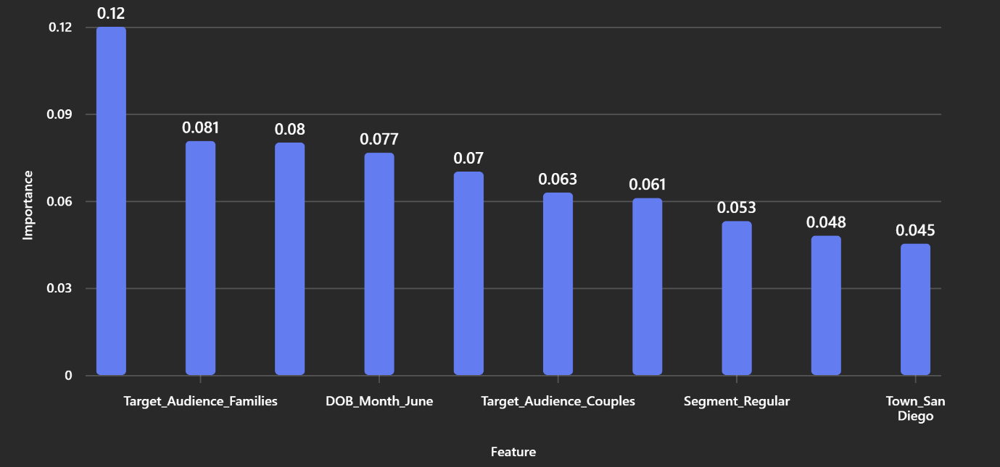 0.12
0.12
0.09
0.081
0.08
0.077
0.07
0.063
0.061
0.06
0.053
0.048
0.045
0.03
0
Importance
Target_Audience_Families
DOB_Month_June
Target_Audience_Couples
Segment_Regular
Town_San
Diego
Feature